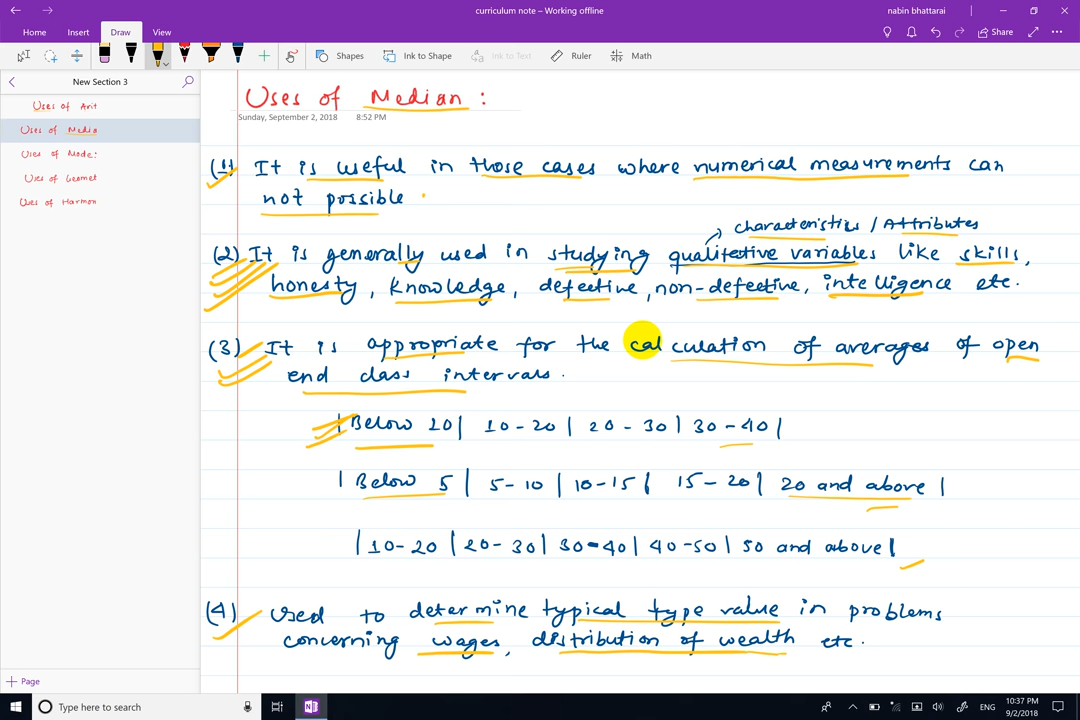 curriculum note – Working offline
nabin bhattarai
Home Insert Draw View
Share
Shapes Ink to Shape Ink to Text Ruler Math
New Section 3
Uses of Arit
Uses of Media
Uses of Mode:
Uses of Geomet
Uses of Harmon
Page
Uses of Median :
Sunday, September 2, 2018 8:52 PM
(1) It is useful in those cases where numerical measurements can
not possible
characteristics / Attributes
(2) It is generally used in studying qualitative variables like skills,
honesty, knowledge, defective, non-defective, intelligence etc.
(3) It is appropriate for the calculation of averages of open
end class intervals.
| Below 20 | 10-20 | 20-30 | 30-40 |
| Below 5 | 5-10 | 10-15 | 15-20 | 20 and above |
| 10-20 | 20-30 | 30-40 | 40-50 | 50 and above |
(4) Used to determine typical type value in problems
concerning wages, distribution of wealth etc.
Type here to search
ENG
10:37 PM
9/2/2018